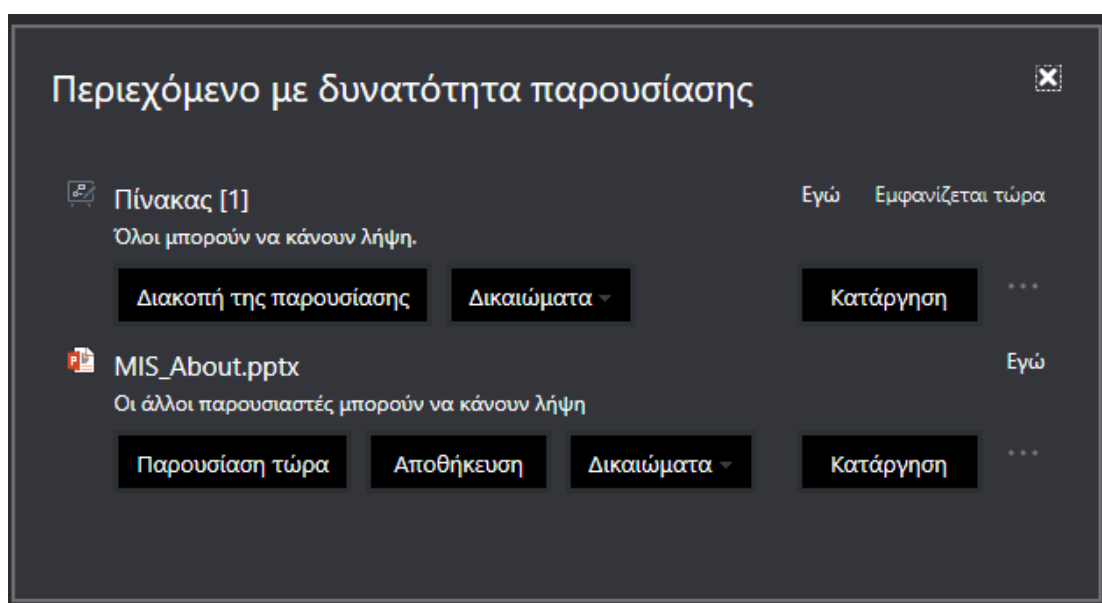 Περιεχόμενο με δυνατότητα παρουσίασης
Πίνακας [1] Εγώ Εμφανίζεται τώρα
Όλοι μπορούν να κάνουν λήψη.
Διακοπή της παρουσίασης Δικαιώματα Κατάργηση ...
MIS_About.pptx Εγώ
Οι άλλοι παρουσιαστές μπορούν να κάνουν λήψη
Παρουσίαση τώρα Αποθήκευση Δικαιώματα Κατάργηση ...